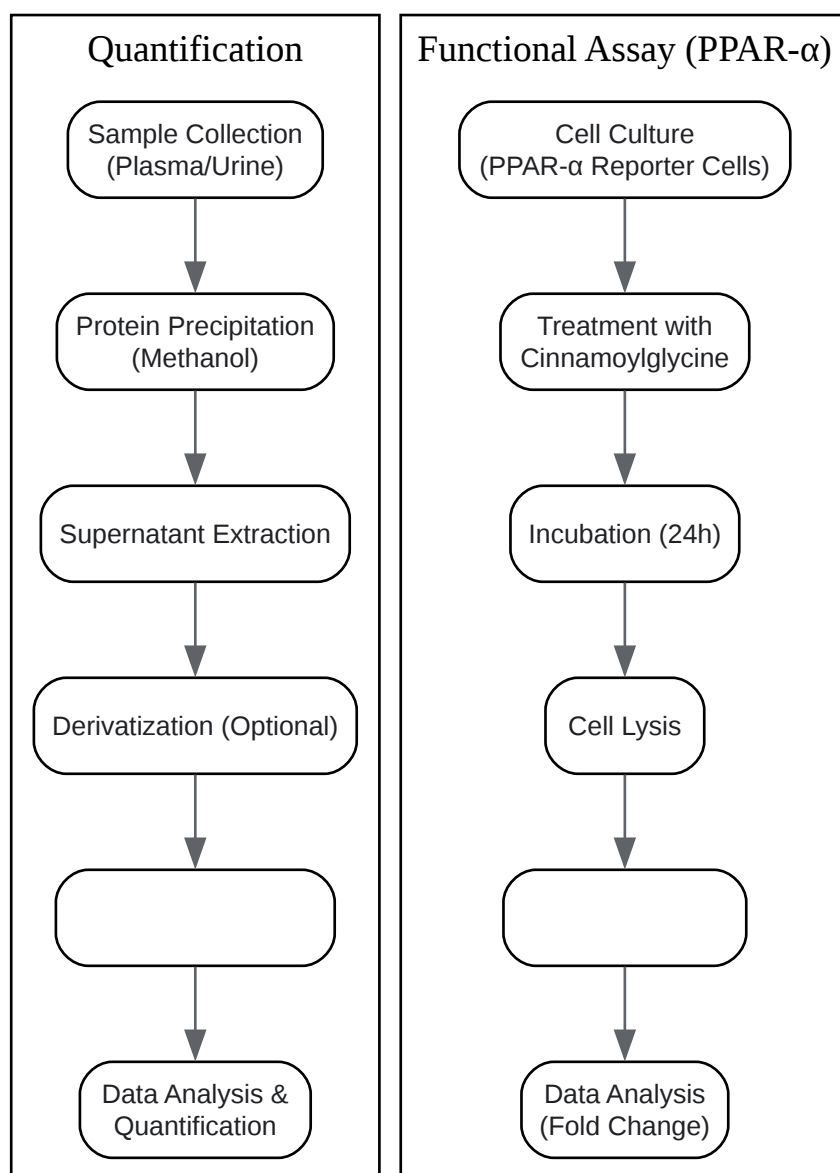 Quantification
Sample Collection
(Plasma/Urine)
Protein Precipitation
(Methanol)
Supernatant Extraction
Derivatization (Optional)
Data Analysis &
Quantification
Functional Assay (PPAR-α)
Cell Culture
(PPAR-α Reporter Cells)
Treatment with
Cinnamoylglycine
Incubation (24h)
Cell Lysis
Data Analysis
(Fold Change)